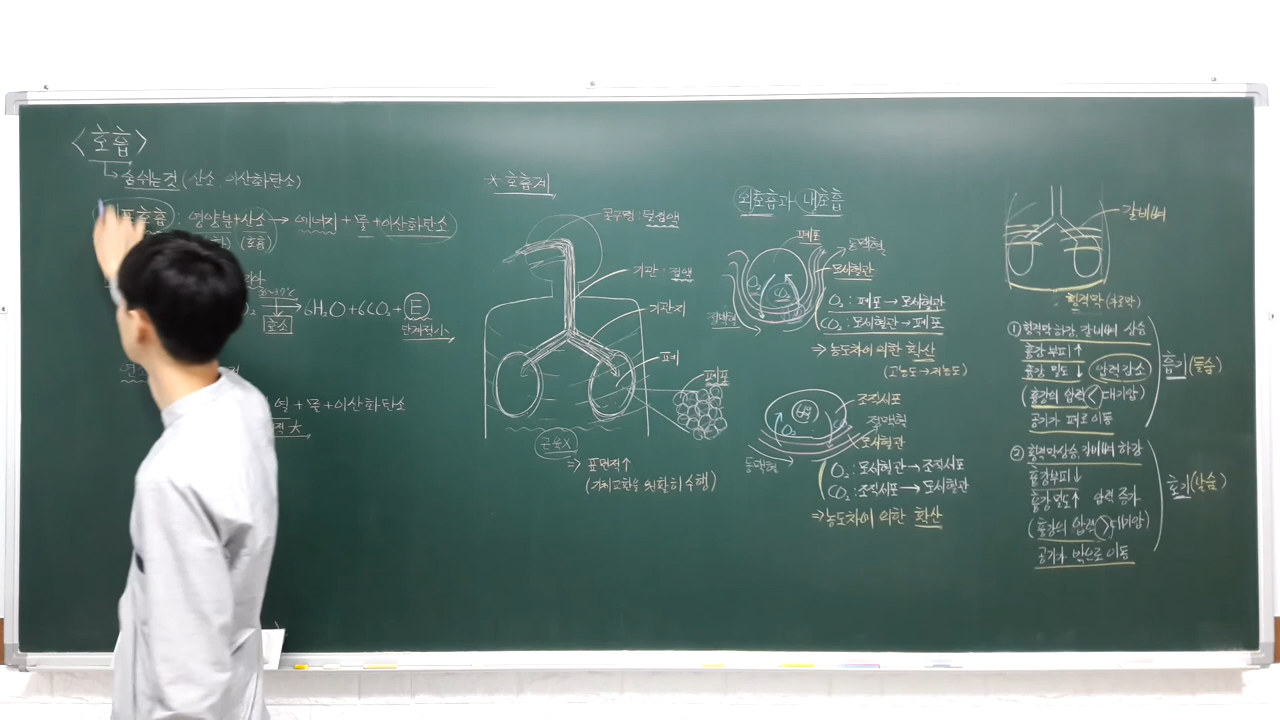 <호흡>
숨쉬는것 (산소, 이산화탄소)
포호흡 : 영양분+산소 → 에너지 + 물 + 이산화탄소
(호흡)
→ 6H₂O + 6CO₂ + E
효소
단계적
열 + 물 + 이산화탄소
* 호흡계
콧구멍 : 털, 점액
기관 : 점액
기관지
폐
폐포
근육X
⇒ 표면적↑
(기체교환을 원활히 수행)
외호흡과 내호흡
폐포
동맥혈
모세혈관
O₂
CO₂
정맥혈
O₂ : 폐포 → 모세혈관
CO₂ : 모세혈관 → 폐포
⇒ 농도차이 의한 확산
(고농도 → 저농도)
조직세포
정맥혈
모세혈관
O₂
CO₂
동맥혈
O₂ : 모세혈관 → 조직세포
CO₂ : 조직세포 → 모세혈관
⇒ 농도차이 의한 확산
갈비뼈
횡격막 (가로막)
① 횡격막 하강, 갈비뼈 상승
흉강 부피 ↑
흉강 밀도 ↓ 압력 감소
(흉강의 압력 < 대기압)
공기가 폐로 이동
흡기 (들숨)
② 횡격막 상승, 갈비뼈 하강
흉강부피 ↓
흉강 밀도 ↑ 압력 증가
(흉강의 압력 > 대기압)
공기가 밖으로 이동
호기 (날숨)